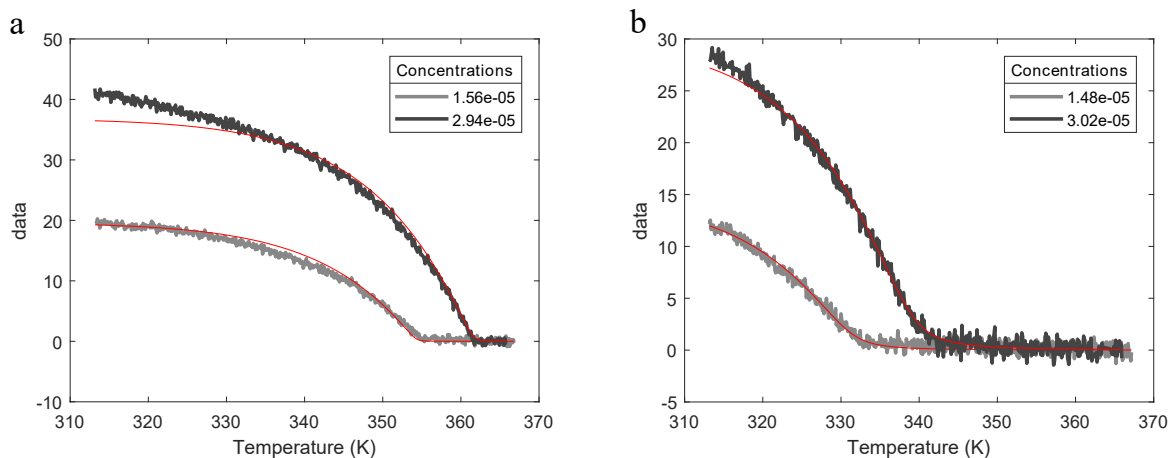 a
50
40
30
20
10
0
-10
310 320 330 340 350 360 370
Temperature (K)
data
Concentrations
1.56e-05
2.94e-05
b
30
25
20
15
10
5
0
-5
310 320 330 340 350 360 370
Temperature (K)
data
Concentrations
1.48e-05
3.02e-05